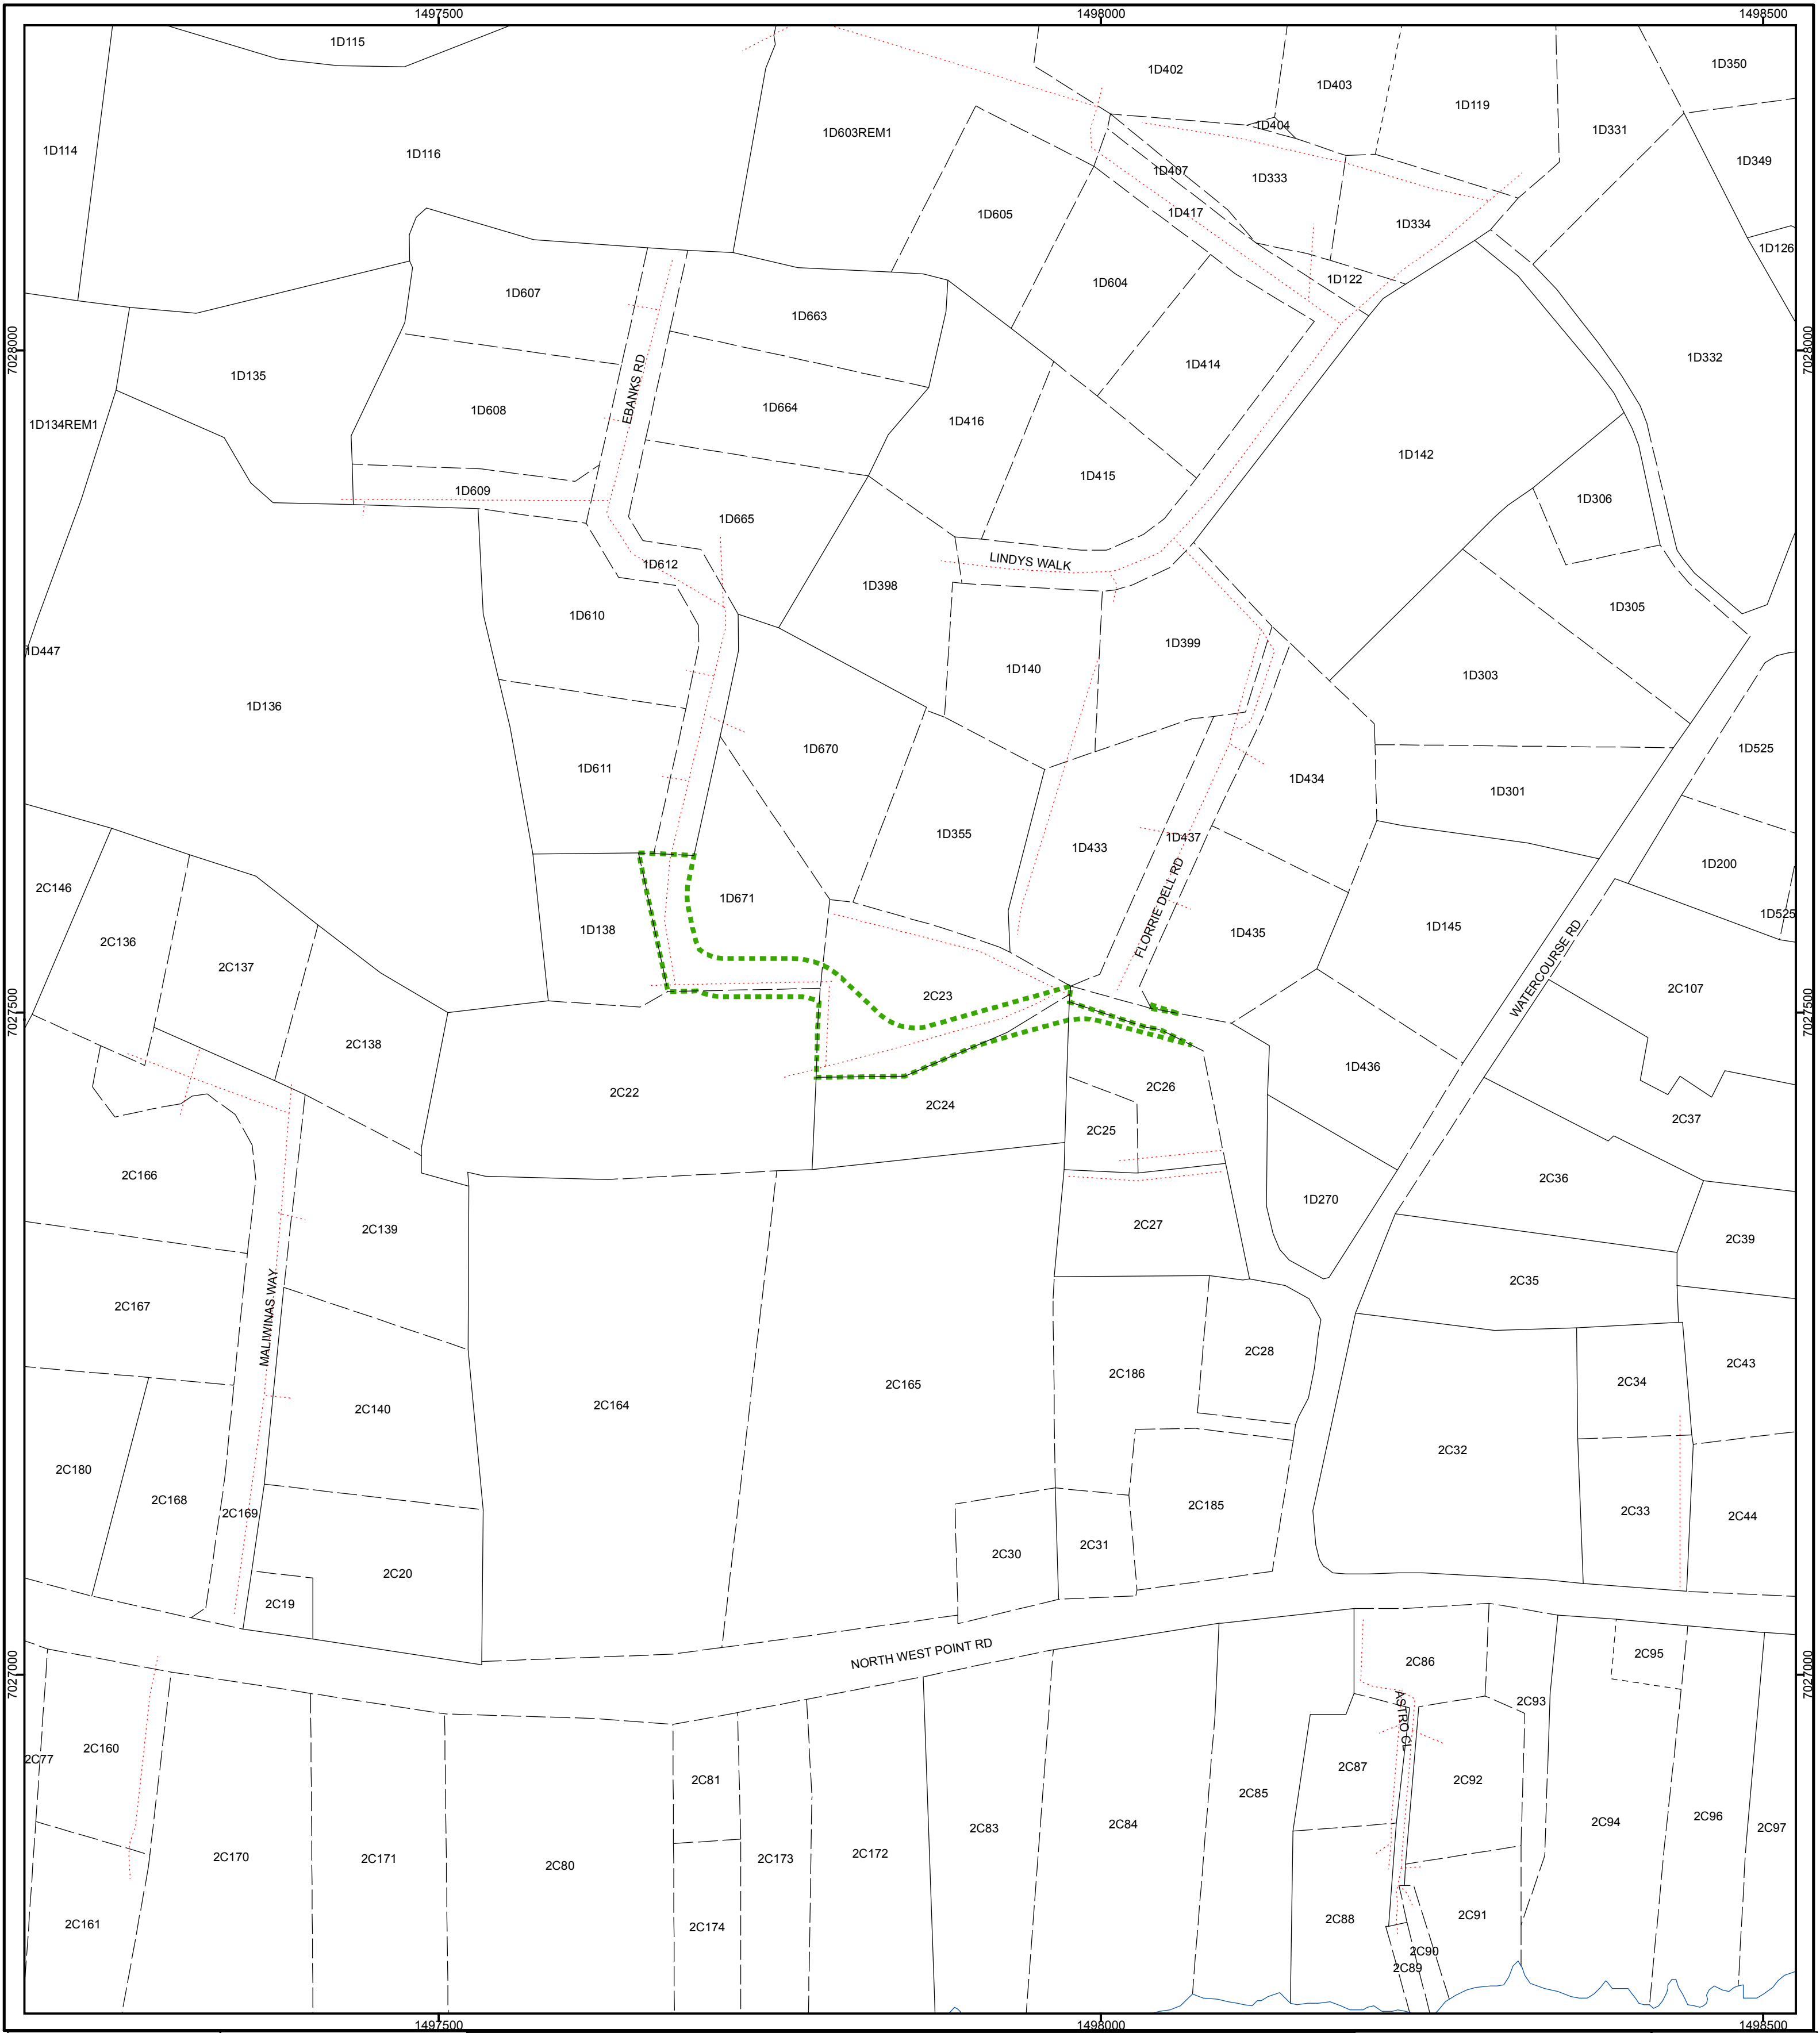 1497500
1498000
1498500
1D115
1D402
1D403
1D350
1D119
1D404
1D331
1D603REM1
1D114
1D116
1D349
1D407
1D333
1D605
1D417
1D334
1D126
1D122
1D604
1D607
1D663
7028000
7028000
1D332
1D414
1D135
EBANKS RD
1D664
1D608
1D416
1D134REM1
1D142
1D415
1D609
1D306
1D665
LINDYS WALK
1D612
1D398
1D305
1D610
1D399
1D447
1D140
1D303
1D136
1D670
1D525
1D611
1D434
1D301
1D355
1D437
1D433
1D200
2C146
1D671
FLORRIE DELL RD
1D525
1D138
1D145
1D435
2C136
2C137
WATERCOURSE RD
2C107
2C23
7027500
7027500
2C138
1D436
2C26
2C22
2C24
2C37
2C25
2C166
2C36
1D270
2C27
2C139
2C39
2C35
2C167
MALIWINAS WAY
2C28
2C43
2C186
2C34
2C165
2C164
2C140
2C32
2C180
2C168
2C185
2C33
2C169
2C44
2C31
2C30
2C20
2C19
NORTH WEST POINT RD
2C95
2C86
7027000
7027000
2C93
ASTRO CL
2C160
2C77
2C87
2C81
2C92
2C85
2C94
2C96
2C83
2C84
2C97
2C172
2C170
2C171
2C173
2C80
2C91
2C88
2C161
2C174
2C90
2C89
1497500
1498000
1498500